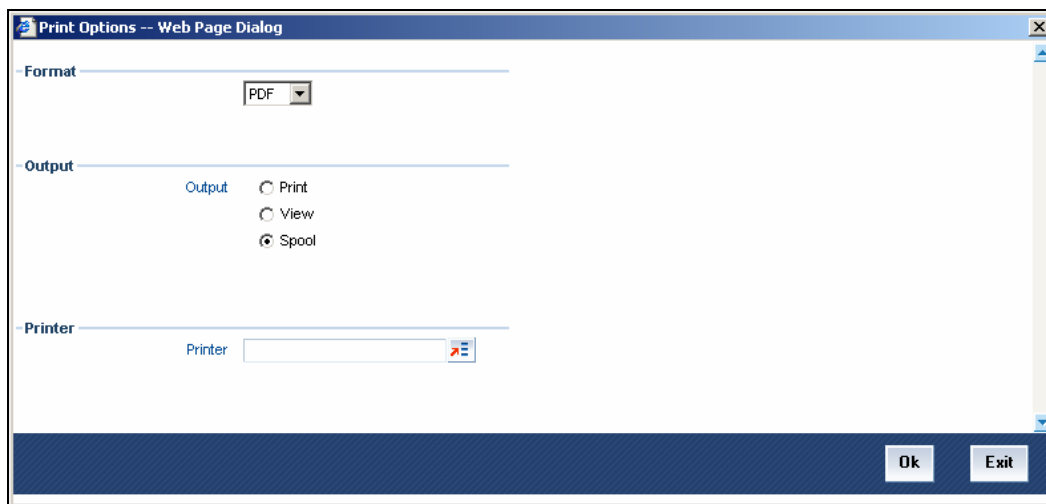 Print Options -- Web Page Dialog
Format
PDF
Output
Output Print
View
Spool
Printer
Printer
Ok Exit